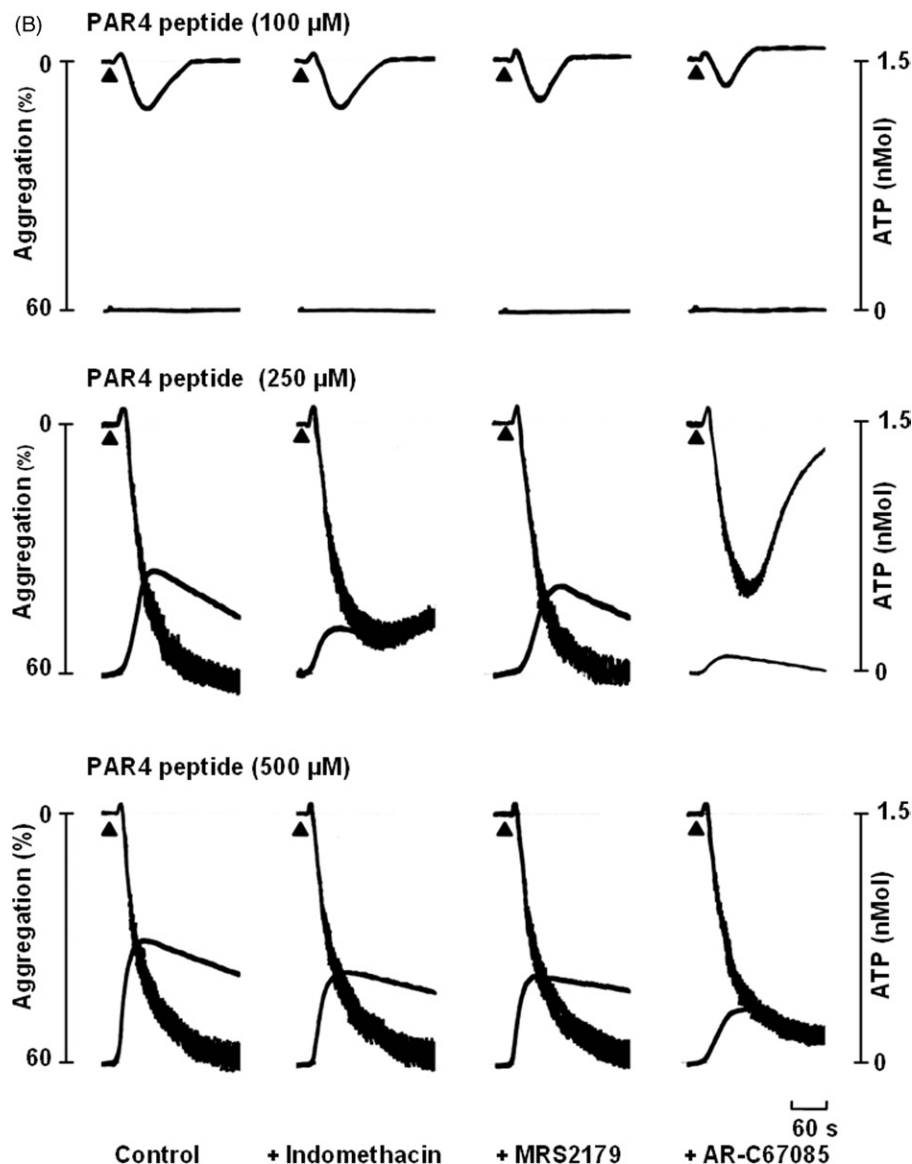 (B) PAR4 peptide (100 µM)
0
60
Aggregation (%)
1.5
0
ATP (nMol)
PAR4 peptide (250 µM)
0
60
Aggregation (%)
1.5
0
ATP (nMol)
PAR4 peptide (500 µM)
0
60
Aggregation (%)
1.5
0
ATP (nMol)
60 s
Control + Indomethacin + MRS2179 + AR-C67085